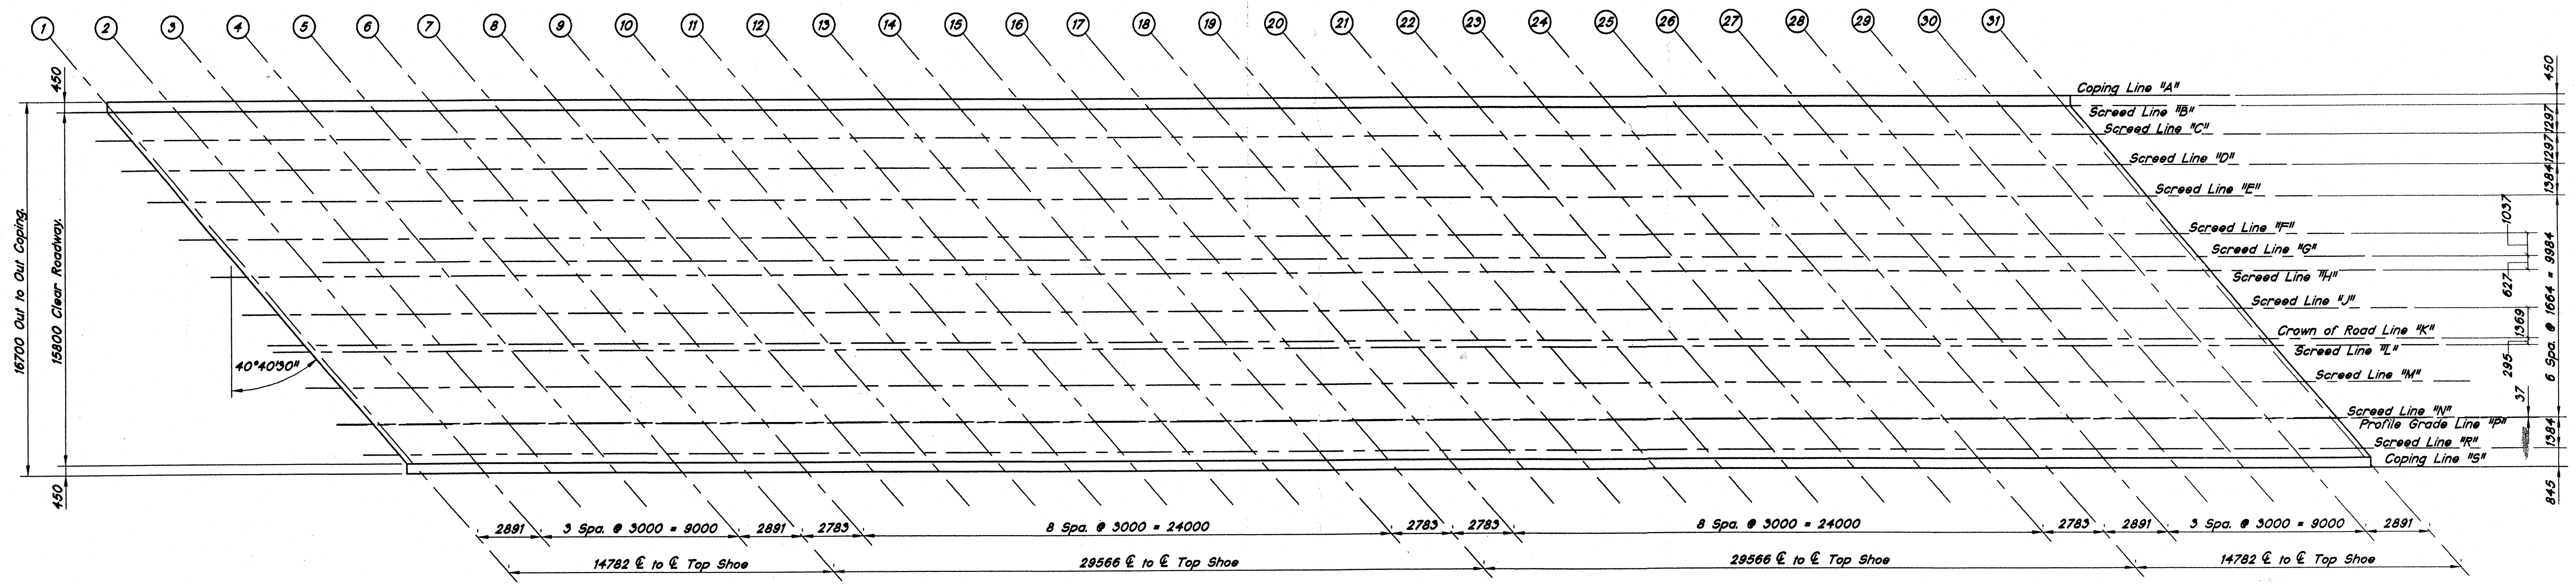 1 2 3 4 5 6 7 8 9 10 11 12 13 14 15 16 17 18 19 20 21 22 23 24 25 26 27 28 29 30 31
450
16700 Out to Out Coping.
15800 Clear Roadway.
450
40°40'30"
Coping Line "A"
Screed Line "B"
Screed Line "C"
Screed Line "D"
Screed Line "E"
Screed Line "F"
Screed Line "G"
Screed Line "H"
Screed Line "J"
Crown of Road Line "K"
Screed Line "L"
Screed Line "M"
Screed Line "N"
Profile Grade Line "P"
Screed Line "R"
Coping Line "S"
450
1297
1297
1384
1037
627
6 Spa. @ 1664 = 9984
1369
295
37
1384
845
2891 3 Spa. @ 3000 = 9000 2891 2783 8 Spa. @ 3000 = 24000 2783 2783 8 Spa. @ 3000 = 24000 2783 2891 3 Spa. @ 3000 = 9000 2891
14782 ℄ to ℄ Top Shoe 29566 ℄ to ℄ Top Shoe 29566 ℄ to ℄ Top Shoe 14782 ℄ to ℄ Top Shoe